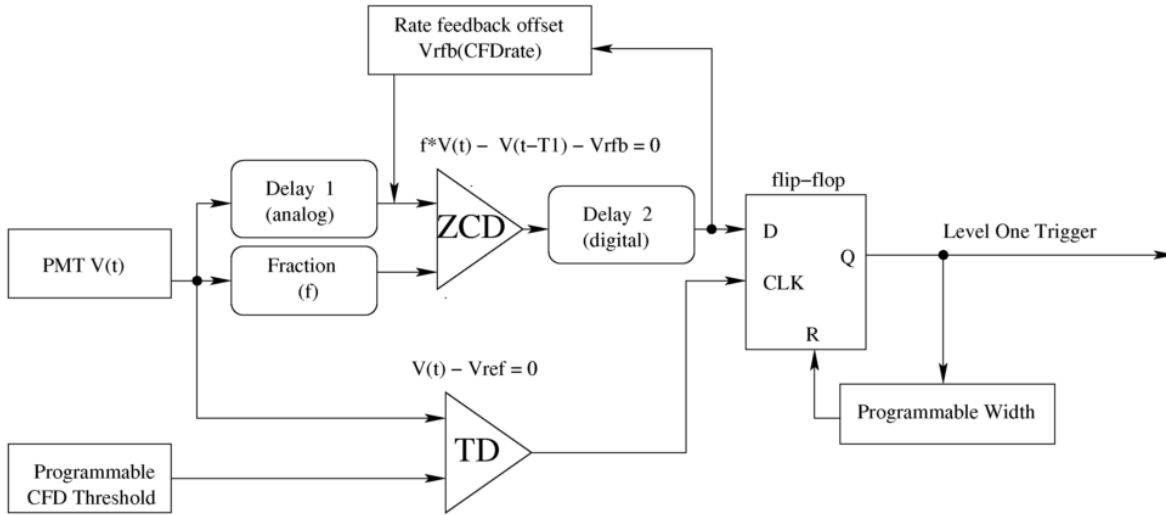 Rate feedback offset
Vrfb(CFDrate)
f*V(t) − V(t−T1) − Vrfb = 0
flip−flop
Delay 1
(analog)
ZCD
Delay 2
(digital)
D
Level One Trigger
PMT V(t)
Fraction
(f)
Q
CLK
R
V(t) − Vref = 0
Programmable Width
TD
Programmable
CFD Threshold